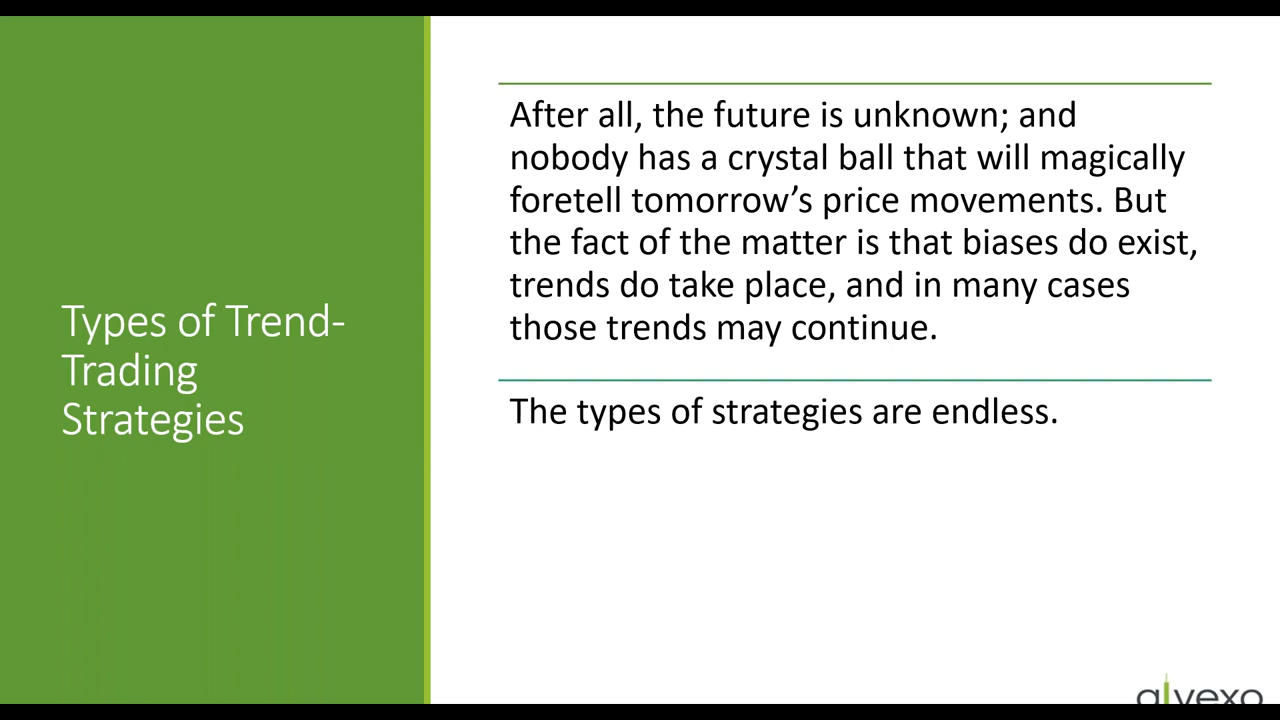 Types of Trend-
Trading
Strategies
After all, the future is unknown; and
nobody has a crystal ball that will magically
foretell tomorrow’s price movements. But
the fact of the matter is that biases do exist,
trends do take place, and in many cases
those trends may continue.
The types of strategies are endless.
alvexo